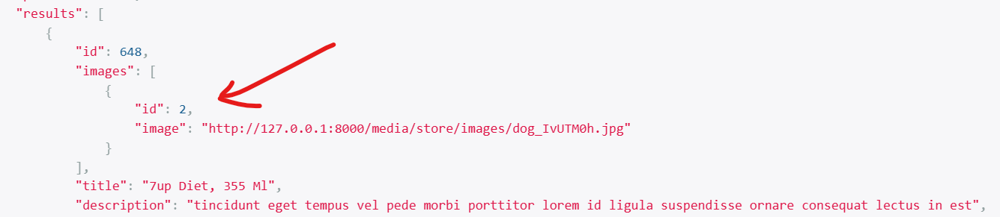 "results": [
{
"id": 648,
"images": [
{
"id": 2,
"image": "http://127.0.0.1:8000/media/store/images/dog_IvUTM0h.jpg"
}
],
"title": "7up Diet, 355 Ml",
"description": "tincidunt eget tempus vel pede morbi porttitor lorem id ligula suspendisse ornare consequat lectus in est",